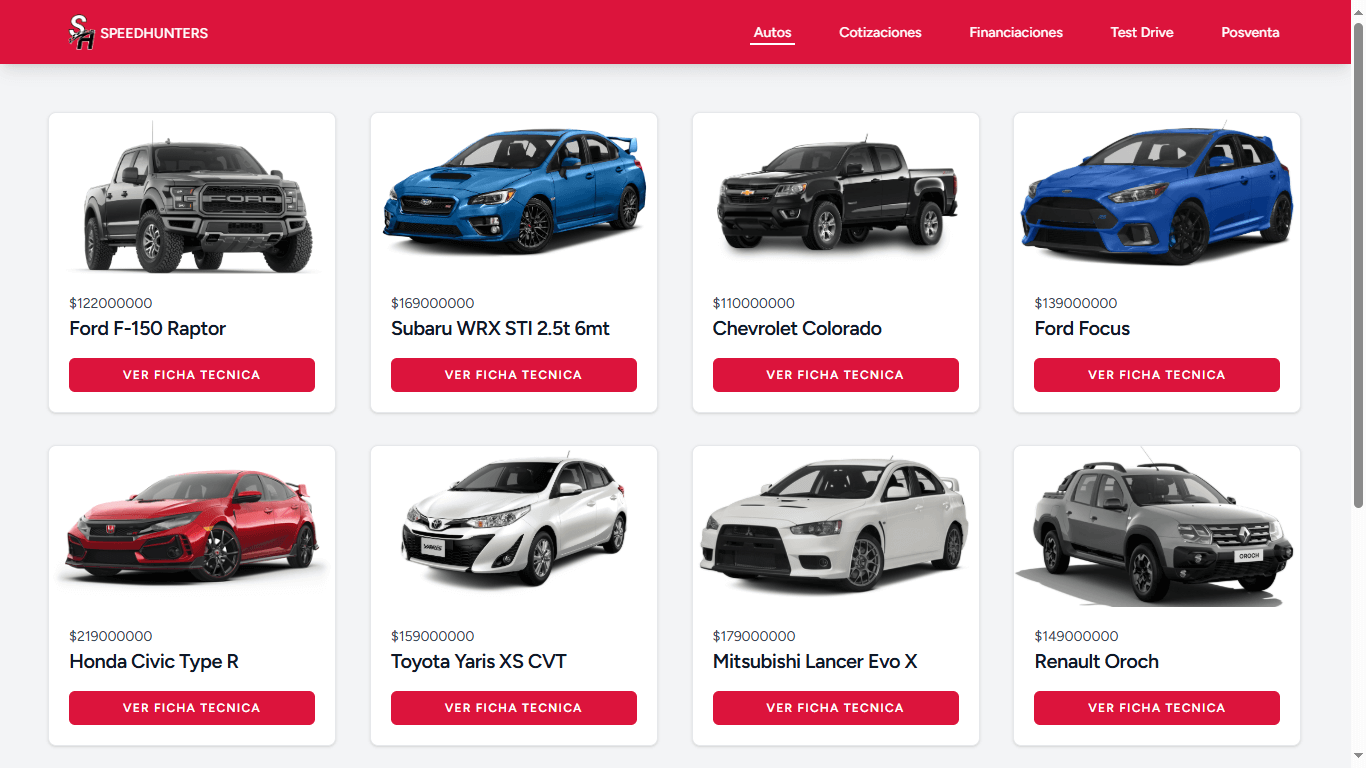 SH SPEEDHUNTERS
Autos
Cotizaciones
Financiaciones
Test Drive
Posventa
FORD
$122000000
Ford F-150 Raptor
VER FICHA TECNICA
$169000000
Subaru WRX STI 2.5t 6mt
VER FICHA TECNICA
$110000000
Chevrolet Colorado
VER FICHA TECNICA
$139000000
Ford Focus
VER FICHA TECNICA
$219000000
Honda Civic Type R
VER FICHA TECNICA
YARIS
$159000000
Toyota Yaris XS CVT
VER FICHA TECNICA
$179000000
Mitsubishi Lancer Evo X
VER FICHA TECNICA
OROCH
$149000000
Renault Oroch
VER FICHA TECNICA